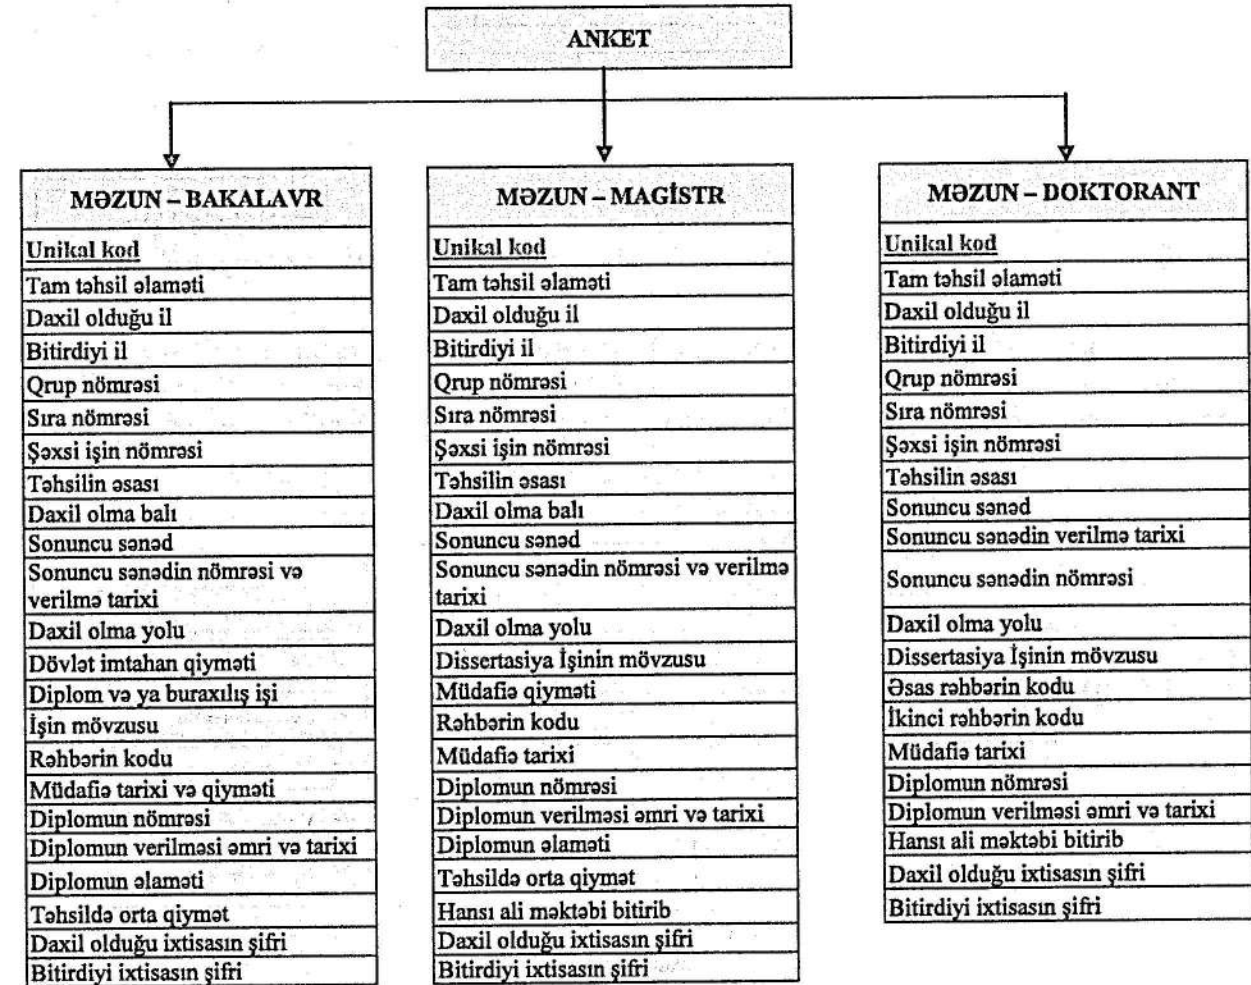 ANKET
MƏZUN – BAKALAVR
Unikal kod
Tam təhsil əlaməti
Daxil olduğu il
Bitirdiyi il
Qrup nömrəsi
Sıra nömrəsi
Şəxsi işin nömrəsi
Təhsilin əsası
Daxil olma balı
Sonuncu sənəd
Sonuncu sənədin nömrəsi və
verilmə tarixi
Daxil olma yolu
Dövlət imtahan qiyməti
Diplom və ya buraxılış işi
İşin mövzusu
Rəhbərin kodu
Müdafiə tarixi və qiyməti
Diplomun nömrəsi
Diplomun verilməsi əmri və tarixi
Diplomun əlaməti
Təhsildə orta qiymət
Daxil olduğu ixtisasın şifri
Bitirdiyi ixtisasın şifri
MƏZUN – MAGİSTR
Unikal kod
Tam təhsil əlaməti
Daxil olduğu il
Bitirdiyi il
Qrup nömrəsi
Sıra nömrəsi
Şəxsi işin nömrəsi
Təhsilin əsası
Daxil olma balı
Sonuncu sənəd
Sonuncu sənədin nömrəsi və verilmə
tarixi
Daxil olma yolu
Dissertasiya İşinin mövzusu
Müdafiə qiyməti
Rəhbərin kodu
Müdafiə tarixi
Diplomun nömrəsi
Diplomun verilməsi əmri və tarixi
Diplomun əlaməti
Təhsildə orta qiymət
Hansı ali məktəbi bitirib
Daxil olduğu ixtisasın şifri
Bitirdiyi ixtisasın şifri
MƏZUN – DOKTORANT
Unikal kod
Tam təhsil əlaməti
Daxil olduğu il
Bitirdiyi il
Qrup nömrəsi
Sıra nömrəsi
Şəxsi işin nömrəsi
Təhsilin əsası
Sonuncu sənəd
Sonuncu sənədin verilmə tarixi
Sonuncu sənədin nömrəsi
Daxil olma yolu
Dissertasiya İşinin mövzusu
Əsas rəhbərin kodu
İkinci rəhbərin kodu
Müdafiə tarixi
Diplomun nömrəsi
Diplomun verilməsi əmri və tarixi
Hansı ali məktəbi bitirib
Daxil olduğu ixtisasın şifri
Bitirdiyi ixtisasın şifri